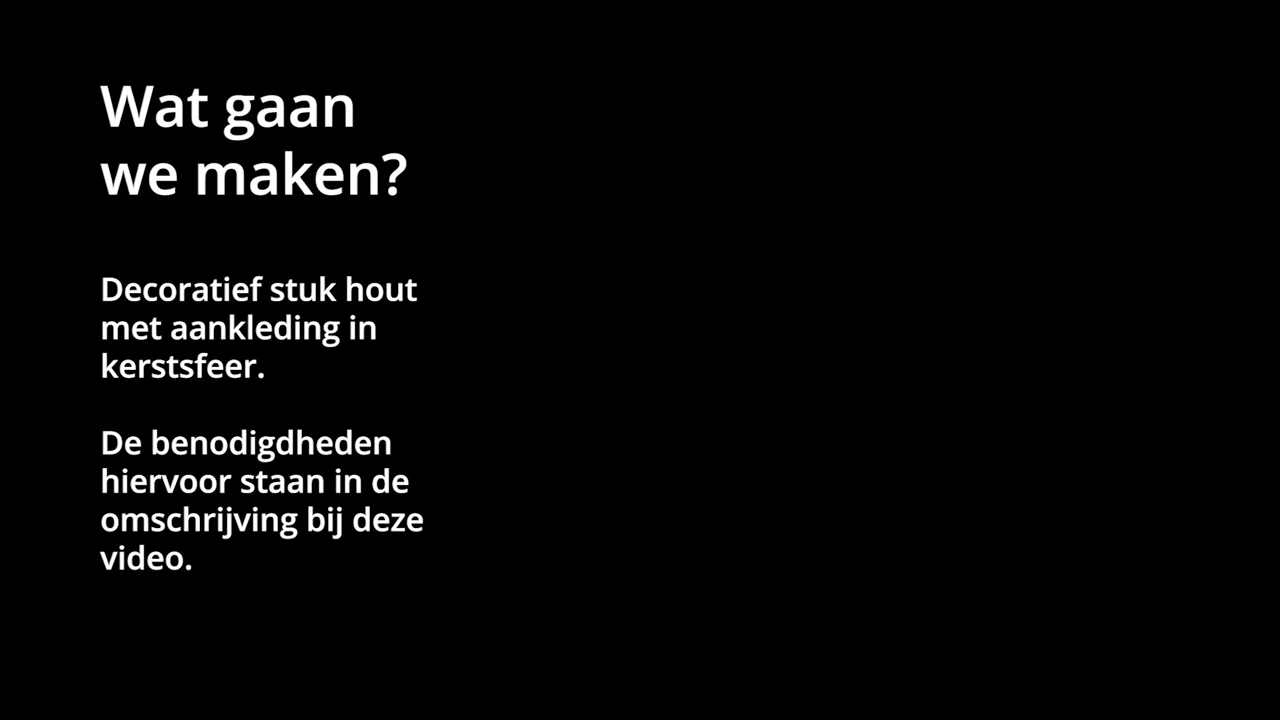 Wat gaan
we maken?
Decoratief stuk hout
met aankleding in
kerstsfeer.
De benodigdheden
hiervoor staan in de
omschrijving bij deze
video.